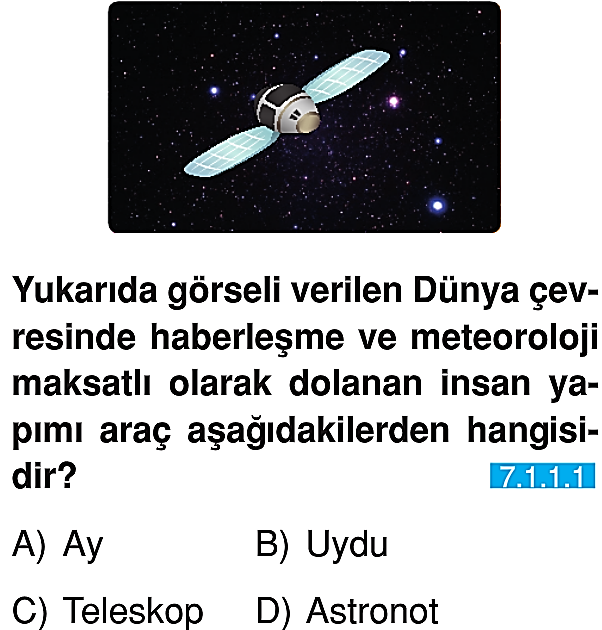 Yukarıda görseli verilen Dünya çev-
resinde haberleşme ve meteoroloji
maksatlı olarak dolanan insan ya-
pımı araç aşağıdakilerden hangisi-
dir? 7.1.1.1
A) Ay B) Uydu
C) Teleskop D) Astronot